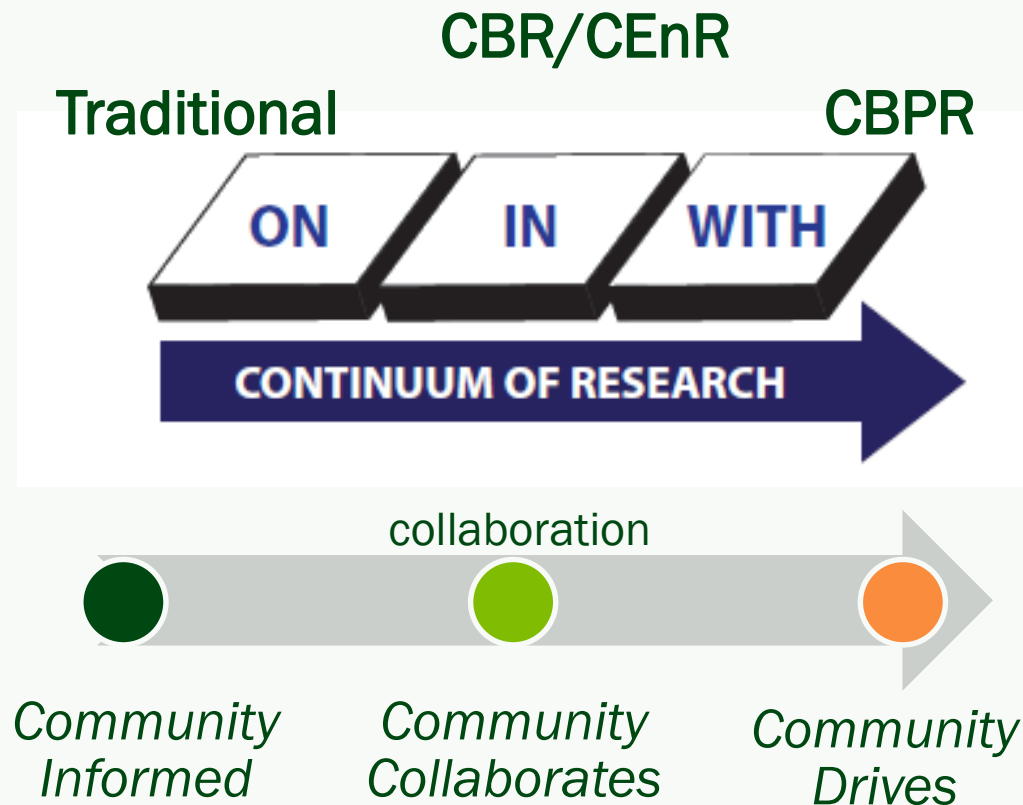 CBR/CEnR
Traditional
CBPR
ON
IN
WITH
CONTINUUM OF RESEARCH
collaboration
Community
Informed
Community
Collaborates
Community
Drives